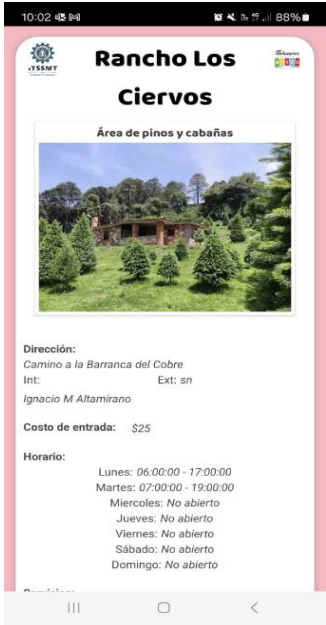 10:02
88%
iTSSMT
Rancho Los
Ciervos
Área de pinos y cabañas
Dirección:
Camino a la Barranca del Cobre
Int: Ext: sn
Ignacio M Altamirano
Costo de entrada: $25
Horario:
Lunes: 06:00:00 - 17:00:00
Martes: 07:00:00 - 19:00:00
Miercoles: No abierto
Jueves: No abierto
Viernes: No abierto
Sábado: No abierto
Domingo: No abierto